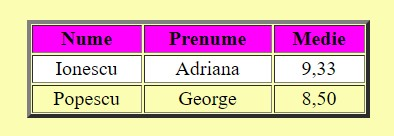 Nume Prenume Medie
Ionescu Adriana 9,33
Popescu George 8,50